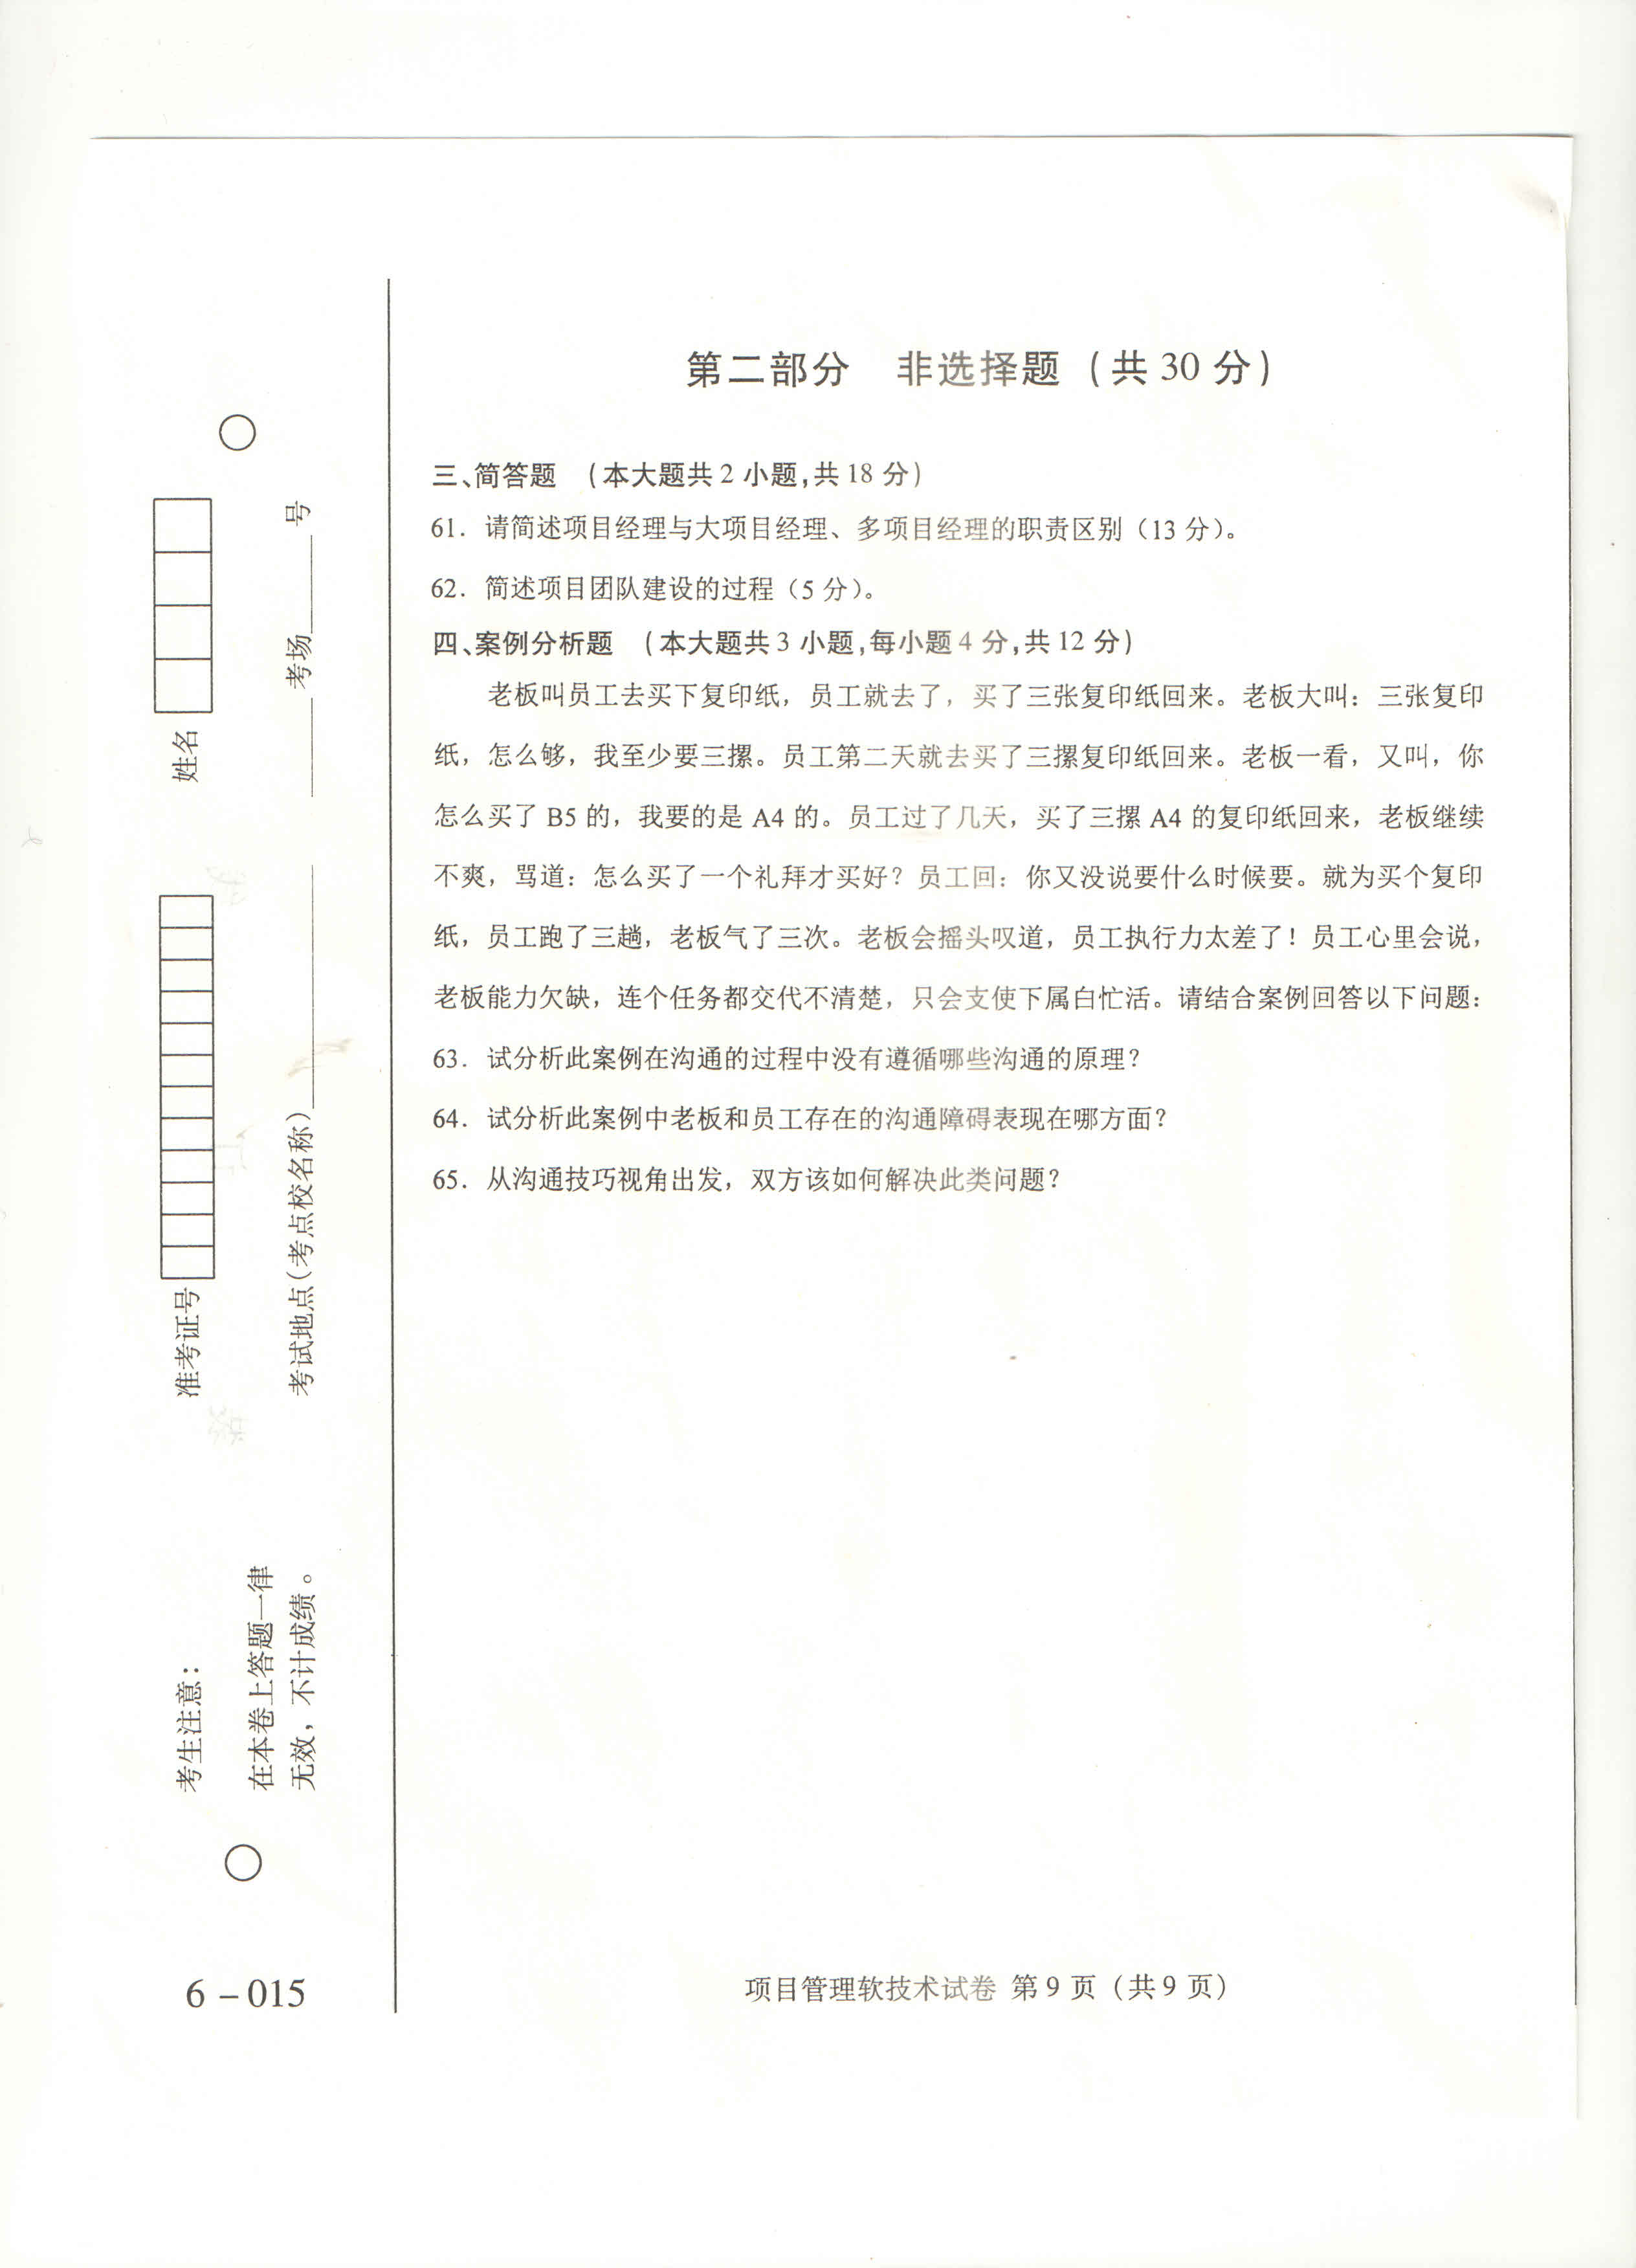 第二部分 非选择题(共30分)
三、简答题 (本大题共2小题,共18分)
61. 请简述项目经理与大项目经理、多项目经理的职责区别(13分)。
62. 简述项目团队建设的过程(5分)。
四、案例分析题 (本大题共3小题,每小题4分,共12分)
老板叫员工去买下复印纸，员工就去了，买了三张复印纸回来。老板大叫：三张复印
纸，怎么够，我至少要三摞。员工第二天就去买了三摞复印纸回来。老板一看，又叫，你
怎么买了 B5 的，我要的是 A4 的。员工过了几天，买了三摞 A4 的复印纸回来，老板继续
不爽，骂道：怎么买了一个礼拜才买好？员工回：你又没说要什么时候要。就为买个复印
纸，员工跑了三趟，老板气了三次。老板会摇头叹道，员工执行力太差了！员工心里会说，
老板能力欠缺，连个任务都交代不清楚，只会支使下属白忙活。请结合案例回答以下问题：
63. 试分析此案例在沟通的过程中没有遵循哪些沟通的原理？
64. 试分析此案例中老板和员工存在的沟通障碍表现在哪方面？
65. 从沟通技巧视角出发，双方该如何解决此类问题？
项目管理软技术试卷 第9页(共9页)
准考证号
姓名
考试地点(考点校名称)
考场
号
考生注意：
在本卷上答题一律
无效，不计成绩。
6-015